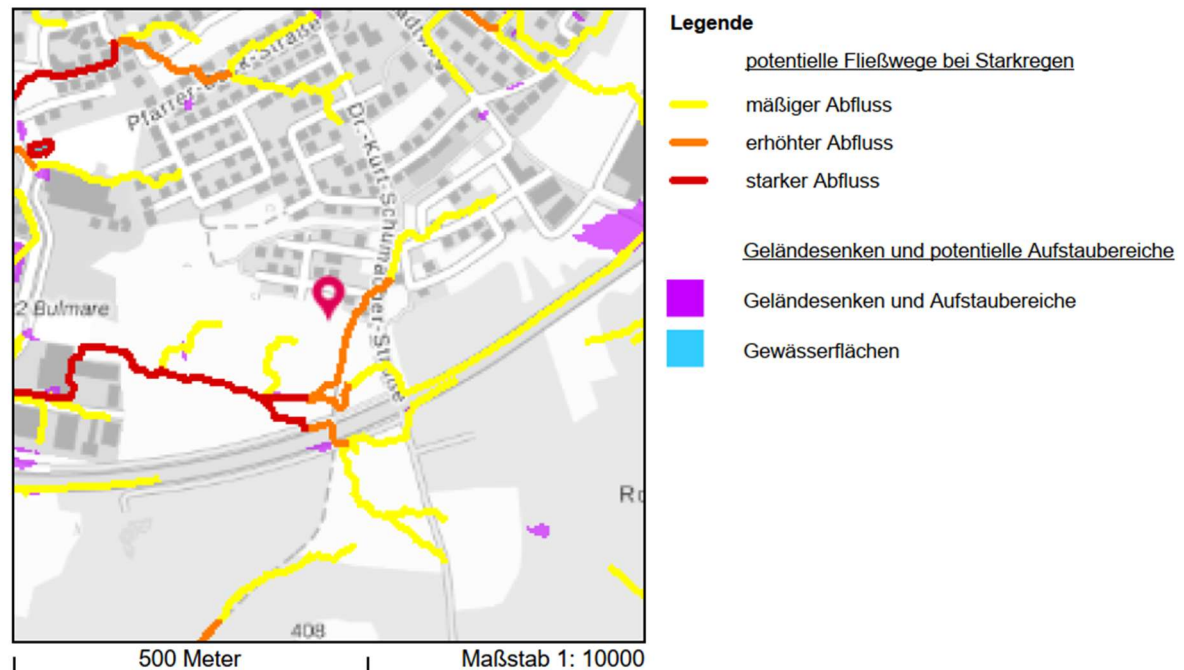 Pfarrer-
k-Straße
Dr.-Kurt-Schumacher-Straße
2 Bulmare
Ro
408
500 Meter
Maßstab 1: 10000
Legende
potentielle Fließwege bei Starkregen
mäßiger Abfluss
erhöhter Abfluss
starker Abfluss
Geländesenken und potentielle Aufstaubereiche
Geländesenken und Aufstaubereiche
Gewässerflächen